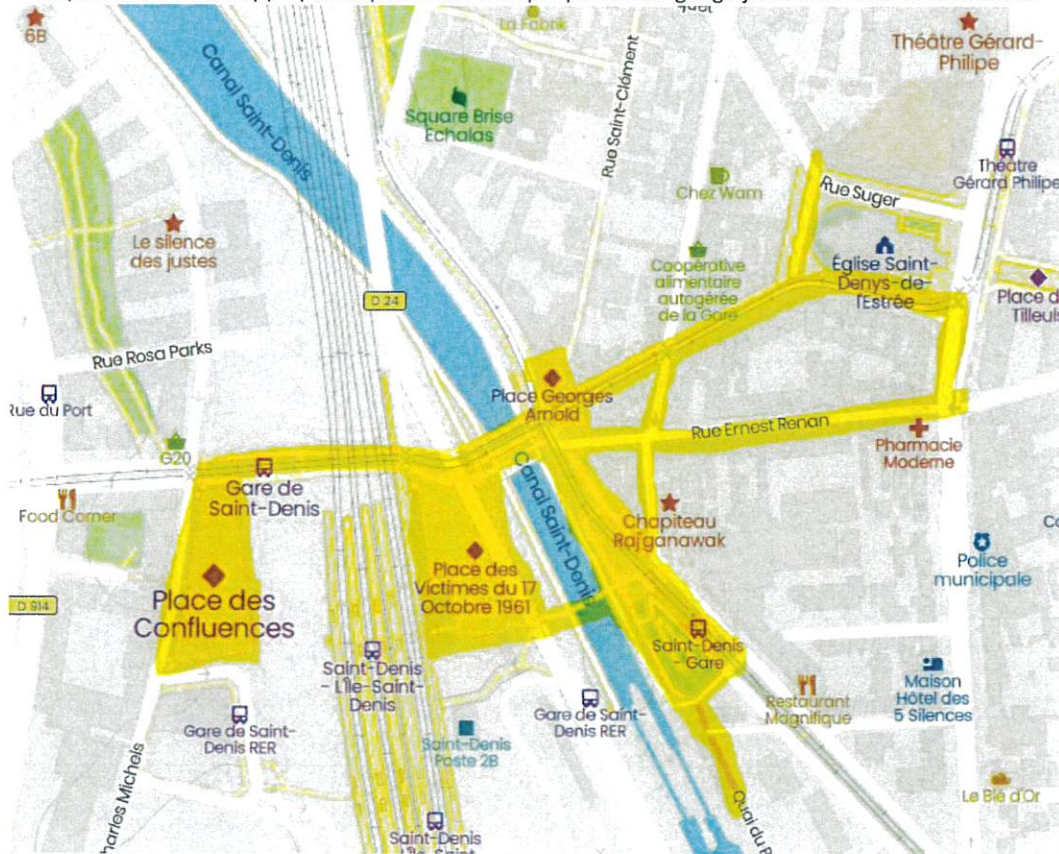 La Fabrik
6B
Théâtre Gérard-
Philipe
Canal Saint-Denis
Square Brise
Echalas
Rue Saint-Clément
Théâtre
Gérard Philipe
Chez Wam
Rue Suger
Le silence
des justes
Église Saint-
Denys-de-
l'Estrée
Coopérative
alimentaire
autogérée
de la Gare
Place d
Tilleuls
D 24
Rue Rosa Parks
Place Georges
Arnold
Rue du Port
Rue Ernest Renan
Pharmacie
Moderne
G20
Gare de
Saint-Denis
Food Corner
Canal Saint-Denis
Chapiteau
Raj'ganawak
Police
municipale
Place des
Victimes du 17
Octobre 1961
Place des
Confluences
D 914
Saint-Denis
- Gare
Saint-Denis
- L'Île-Saint-
Denis
Maison
Hôtel des
5 Silences
Restaurant
Magnifique
Gare de Saint-
Denis RER
Gare de Saint-
Denis RER
Saint-Denis
Poste 2B
Charles Michels
Quai du P
Le Blé d'Or
Saint-Denis